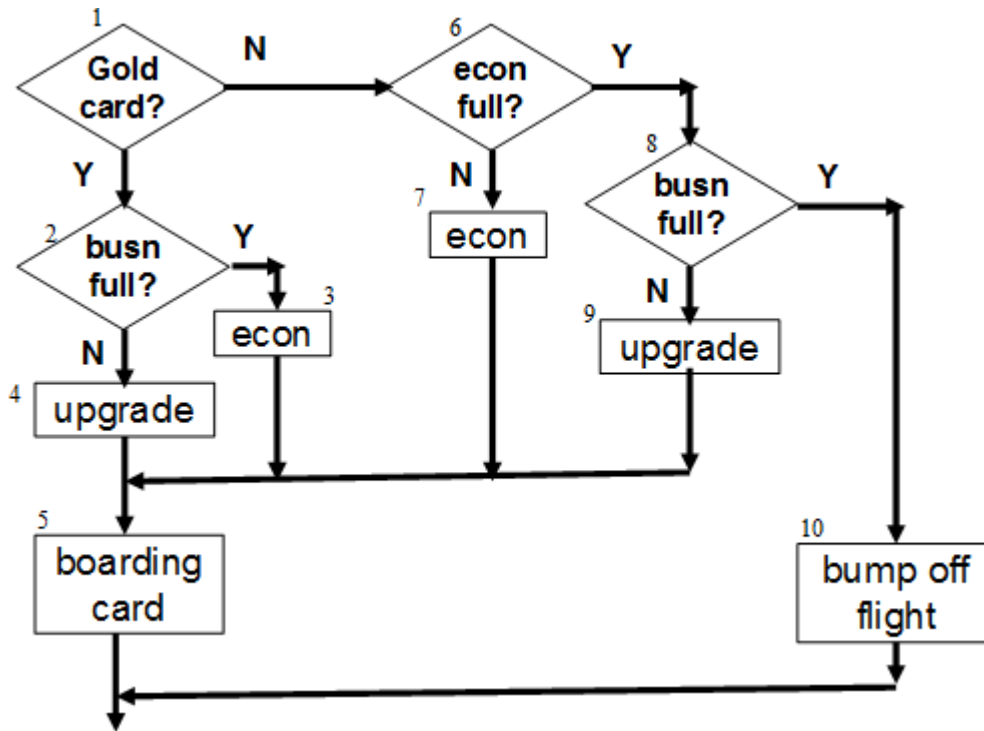 1
Gold
card?
N
6
econ
full?
Y
Y
N
8
busn
full?
Y
2
busn
full?
Y
7
econ
3
econ
N
9
upgrade
N
4
upgrade
5
boarding
card
10
bump off
flight